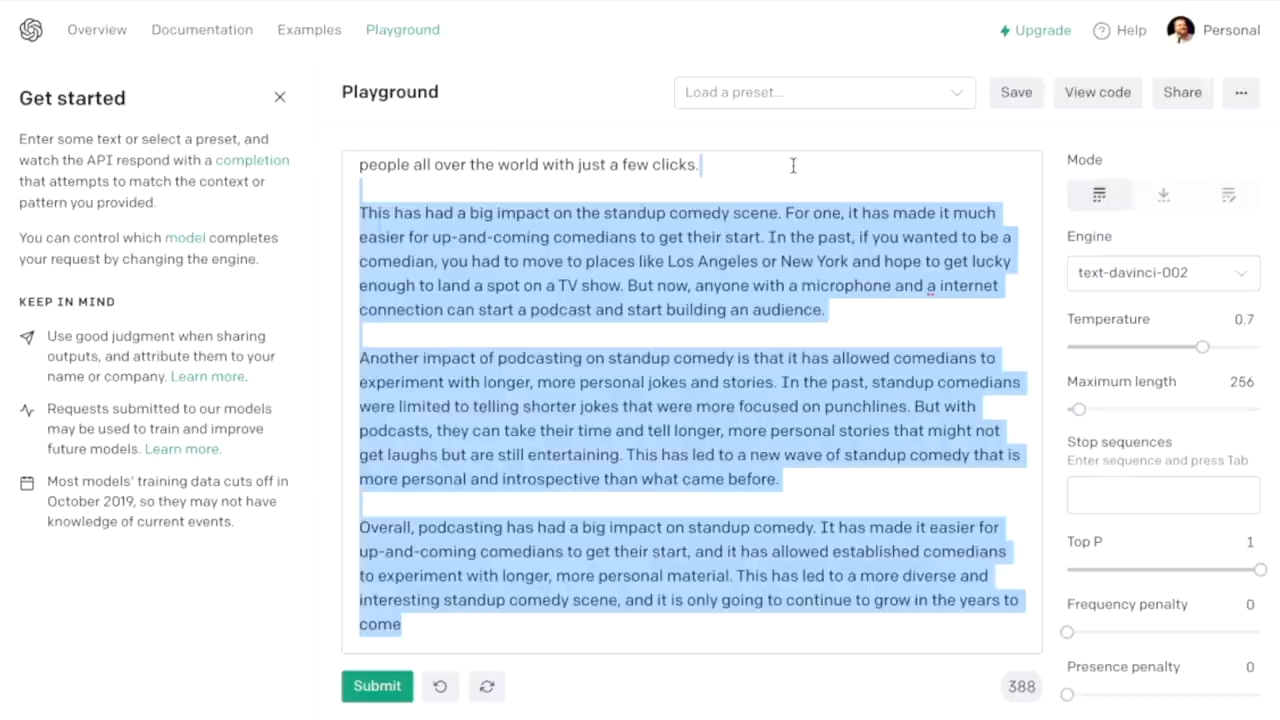 Overview Documentation Examples Playground Upgrade Help Personal
Get started
Enter some text or select a preset, and
watch the API respond with a completion
that attempts to match the context or
pattern you provided.
You can control which model completes
your request by changing the engine.
KEEP IN MIND
Use good judgment when sharing
outputs, and attribute them to your
name or company. Learn more.
Requests submitted to our models
may be used to train and improve
future models. Learn more.
Most models' training data cuts off in
October 2019, so they may not have
knowledge of current events.
Playground Load a preset... Save View code Share ...
people all over the world with just a few clicks.
This has had a big impact on the standup comedy scene. For one, it has made it much
easier for up-and-coming comedians to get their start. In the past, if you wanted to be a
comedian, you had to move to places like Los Angeles or New York and hope to get lucky
enough to land a spot on a TV show. But now, anyone with a microphone and a internet
connection can start a podcast and start building an audience.
Another impact of podcasting on standup comedy is that it has allowed comedians to
experiment with longer, more personal jokes and stories. In the past, standup comedians
were limited to telling shorter jokes that were more focused on punchlines. But with
podcasts, they can take their time and tell longer, more personal stories that might not
get laughs but are still entertaining. This has led to a new wave of standup comedy that is
more personal and introspective than what came before.
Overall, podcasting has had a big impact on standup comedy. It has made it easier for
up-and-coming comedians to get their start, and it has allowed established comedians
to experiment with longer, more personal material. This has led to a more diverse and
interesting standup comedy scene, and it is only going to continue to grow in the years to
come
Submit 388
Mode
Engine
text-davinci-002
Temperature 0.7
Maximum length 256
Stop sequences
Enter sequence and press Tab
Top P 1
Frequency penalty 0
Presence penalty 0